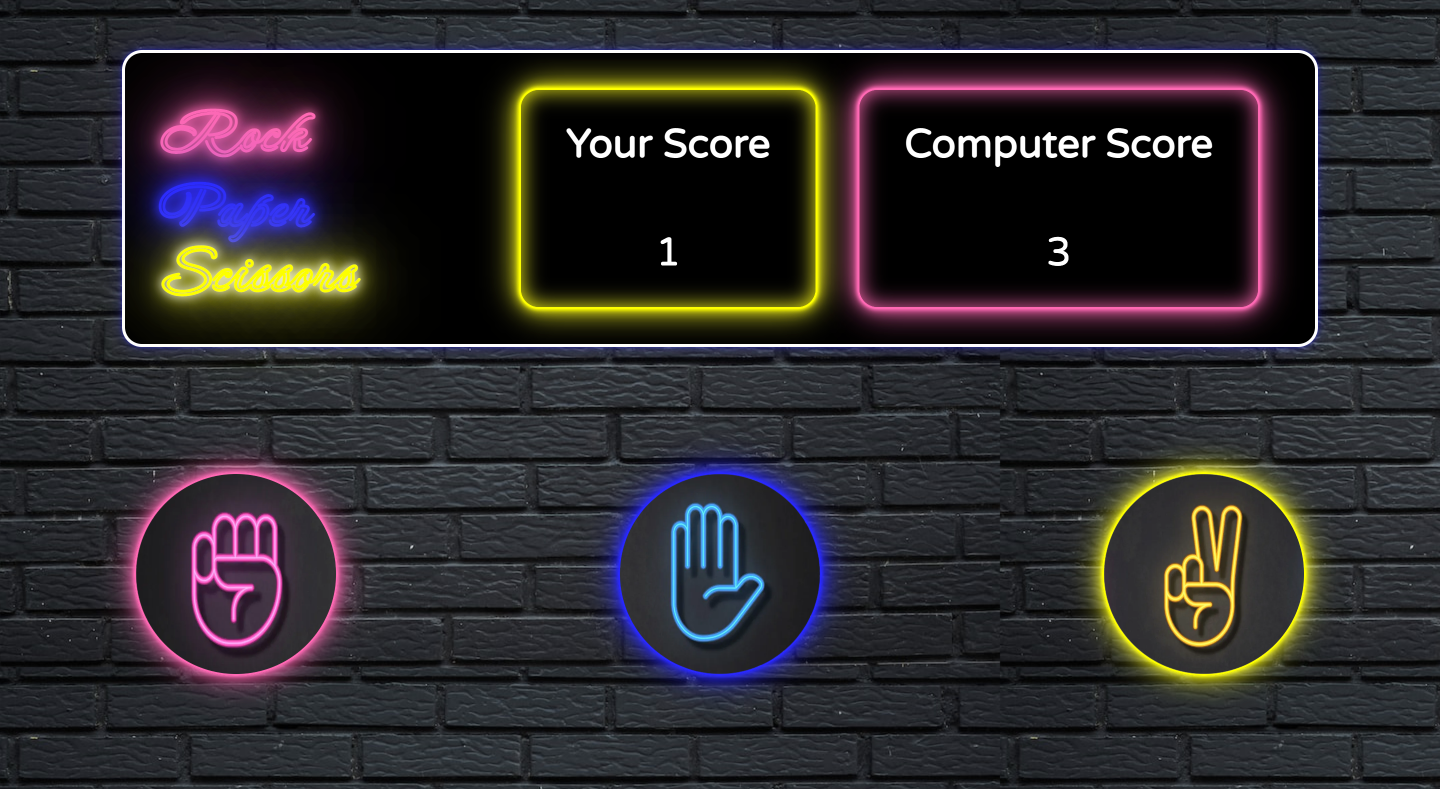 Rock
Paper
Scissors
Your Score
1
Computer Score
3